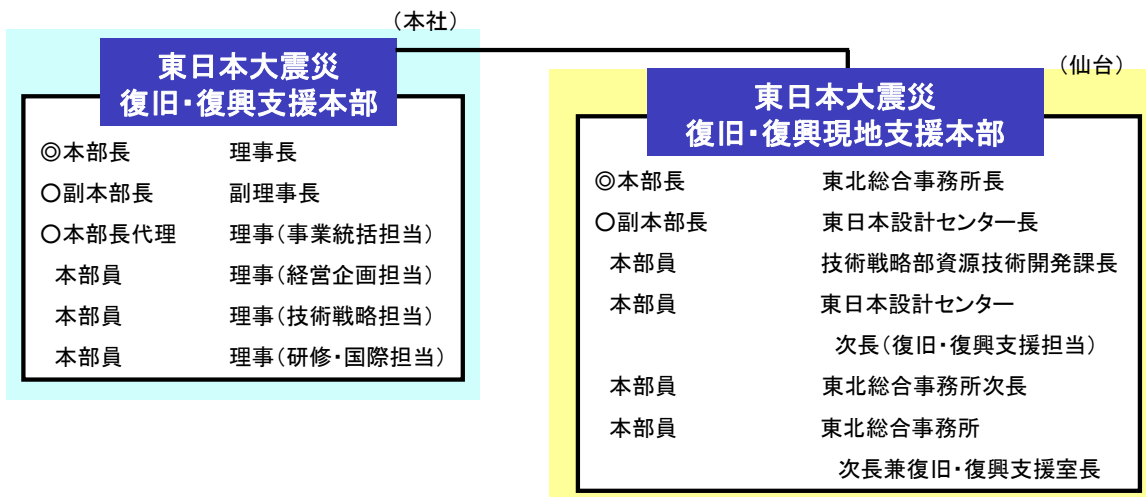 （本社）
東日本大震災
復旧・復興支援本部
◎本部長 理事長
○副本部長 副理事長
○本部長代理 理事（事業統括担当）
本部員 理事（経営企画担当）
本部員 理事（技術戦略担当）
本部員 理事（研修・国際担当）
（仙台）
東日本大震災
復旧・復興現地支援本部
◎本部長 東北総合事務所長
○副本部長 東日本設計センター長
本部員 技術戦略部資源技術開発課長
本部員 東日本設計センター
次長（復旧・復興支援担当）
本部員 東北総合事務所次長
本部員 東北総合事務所
次長兼復旧・復興支援室長